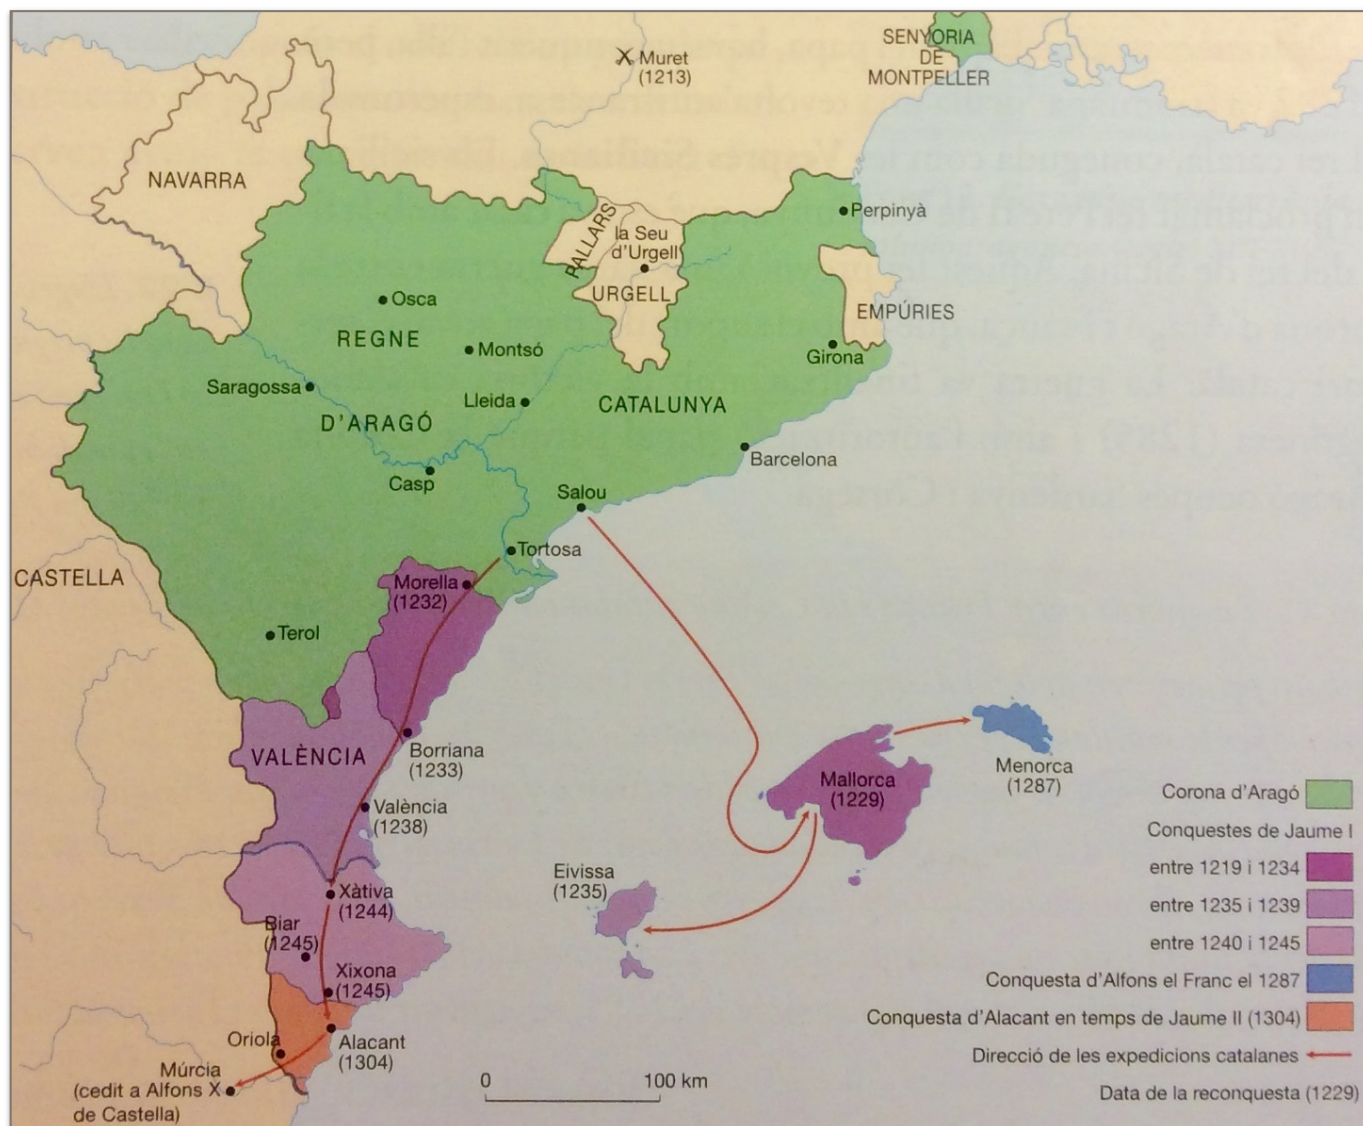 SENYORIA
DE
MONTPELLER
X Muret
(1213)
NAVARRA
PALLARS
la Seu
d'Urgell
URGELL
Perpinyà
EMPÚRIES
Osca
REGNE
Montsó
Girona
Saragossa
Lleida
CATALUNYA
D'ARAGÓ
Barcelona
Casp
Salou
Tortosa
CASTELLA
Morella
(1232)
Terol
VALÈNCIA
Borriana
(1233)
València
(1238)
Mallorca
(1229)
Menorca
(1287)
Eivissa
(1235)
Xàtiva
(1244)
Biar
(1245)
Xixona
(1245)
Oriola
Alacant
(1304)
Múrcia
(cedit a Alfons X
de Castella)
0 100 km
Corona d'Aragó
Conquestes de Jaume I
entre 1219 i 1234
entre 1235 i 1239
entre 1240 i 1245
Conquesta d'Alfons el Franc el 1287
Conquesta d'Alacant en temps de Jaume II (1304)
Direcció de les expedicions catalanes
Data de la reconquesta (1229)